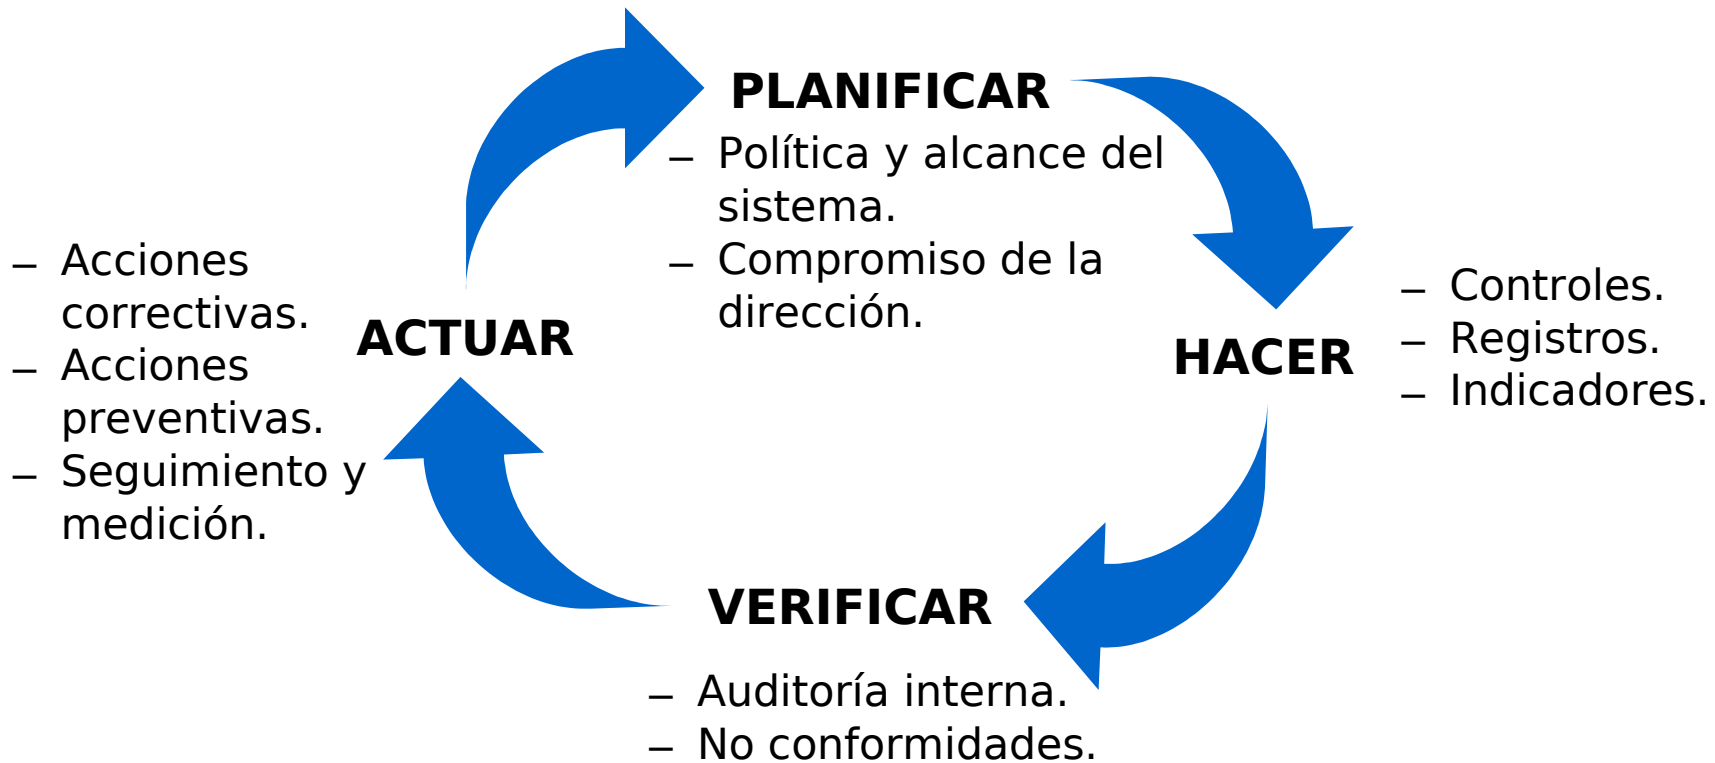 PLANIFICAR
– Política y alcance del
sistema.
– Compromiso de la
dirección.
HACER
– Controles.
– Registros.
– Indicadores.
VERIFICAR
– Auditoría interna.
– No conformidades.
ACTUAR
– Acciones
correctivas.
– Acciones
preventivas.
– Seguimiento y
medición.